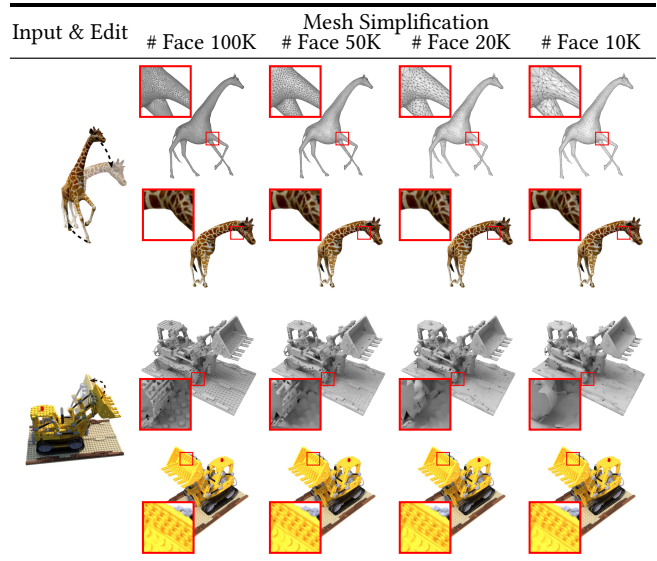 Input & Edit
Mesh Simplification
# Face 100K # Face 50K # Face 20K # Face 10K